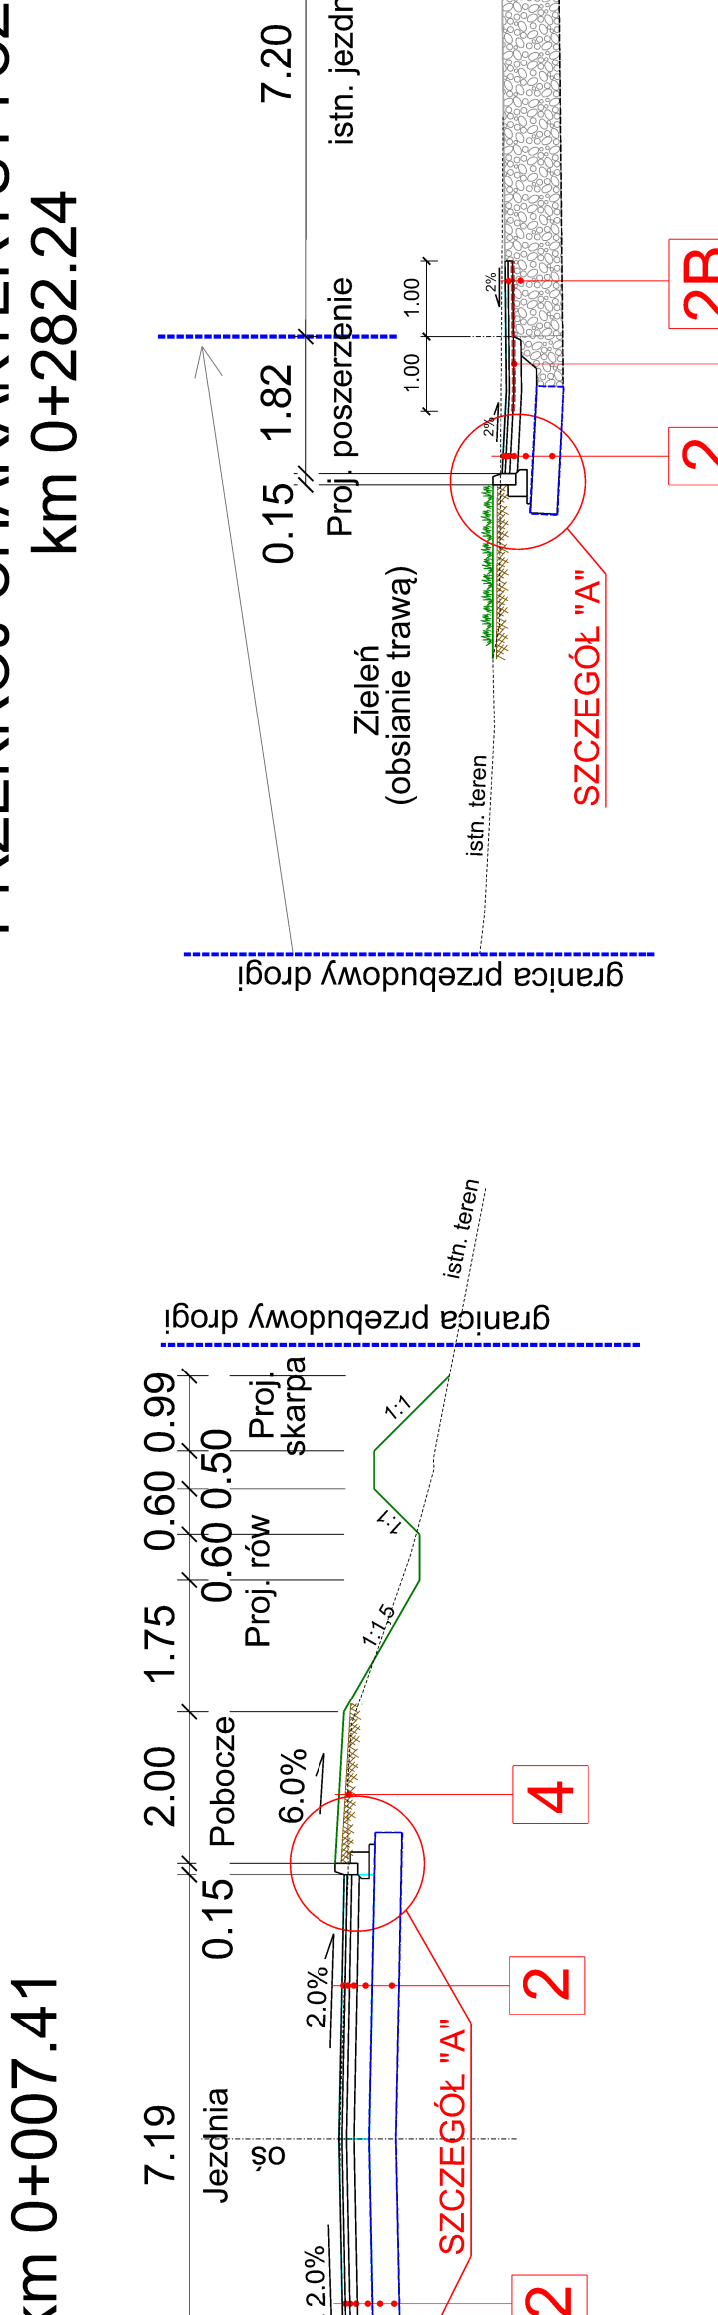 km 0+282.24
7.20
istn. jezdn
1.82
0.15
Proj. poszerzenie
1.00
1.00
2%
2%
2B
2
Zieleń
(obsianie trawą)
istn. teren
SZCZEGÓŁ "A"
granica przebudowy drogi
km 0+007.41
istn. teren
granica przebudowy drogi
0.99
0.50
0.60
0.60
1.75
2.00
0.15
7.19
Proj.
skarpa
Proj. rów
Pobocze
Jezdnia
oś
1:1
1:1
1:1,5
6.0%
2.0%
2.0%
4
2
2
SZCZEGÓŁ "A"